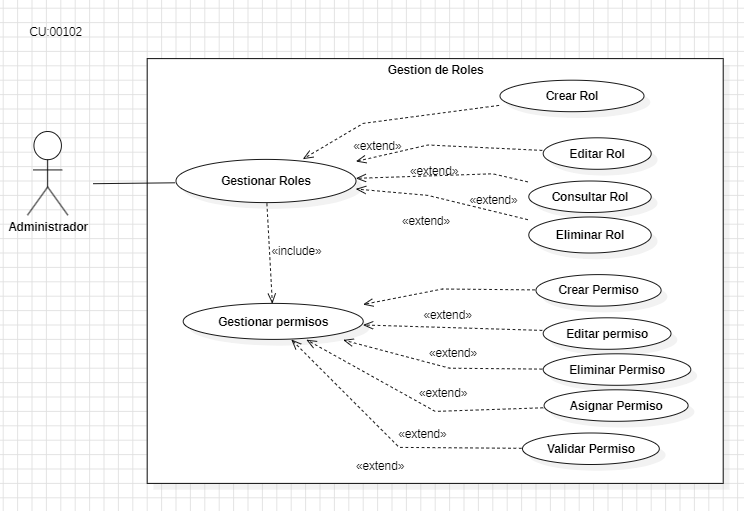 CU:00102
Gestion de Roles
Crear Rol
«extend»
Editar Rol
«extend»
Gestionar Roles
Consultar Rol
«extend»
«extend»
Eliminar Rol
Administrador
«include»
Crear Permiso
«extend»
Gestionar permisos
Editar permiso
«extend»
Eliminar Permiso
«extend»
Asignar Permiso
«extend»
Validar Permiso
«extend»